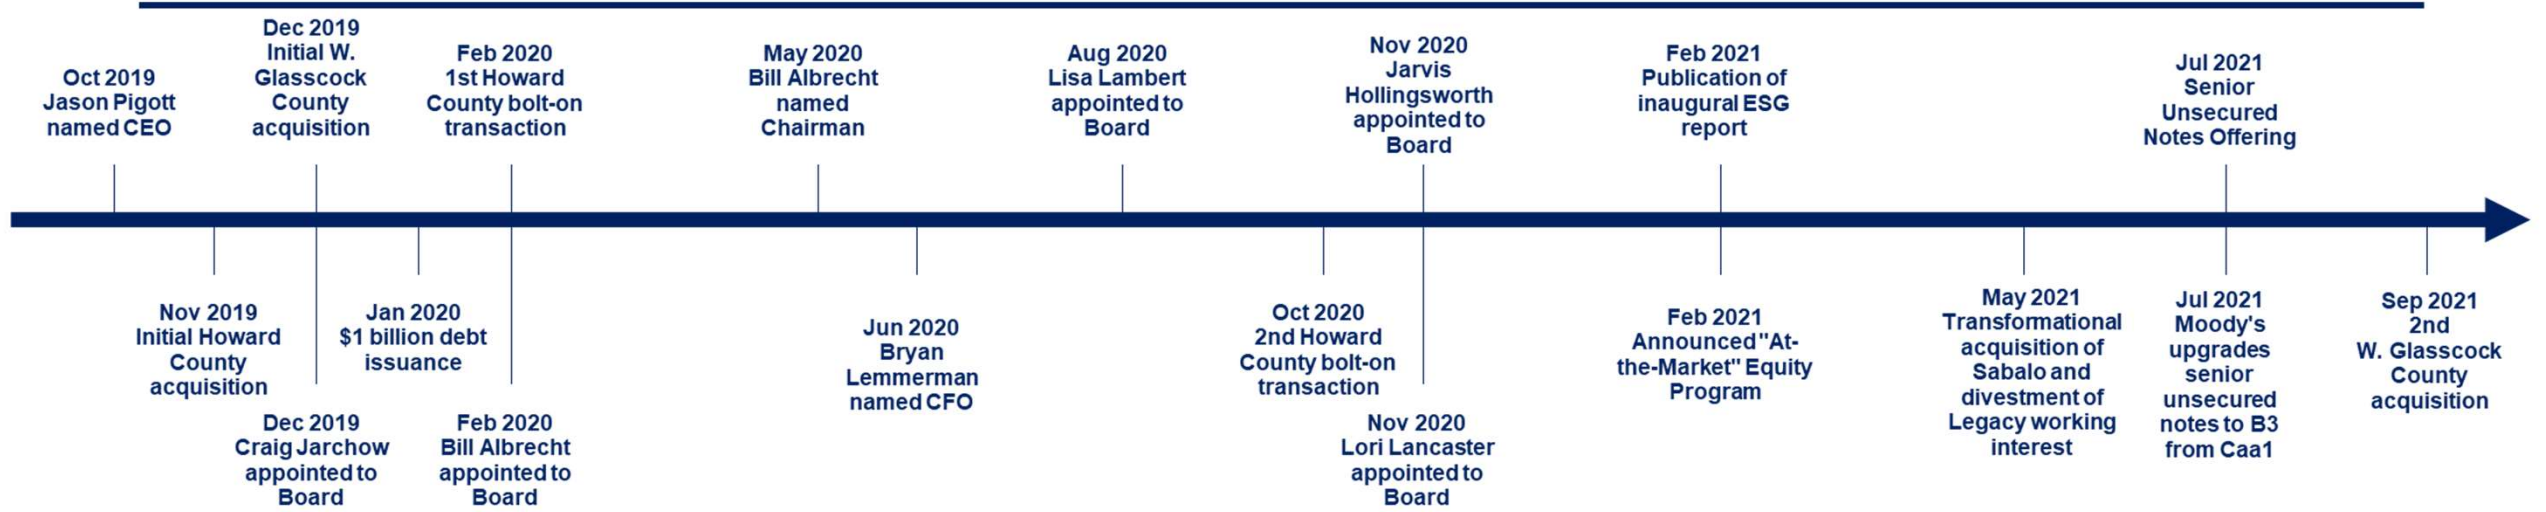 Oct 2019
Jason Pigott
named CEO
Dec 2019
Initial W.
Glasscock
County
acquisition
Feb 2020
1st Howard
County bolt-on
transaction
May 2020
Bill Albrecht
named
Chairman
Aug 2020
Lisa Lambert
appointed to
Board
Nov 2020
Jarvis
Hollingsworth
appointed to
Board
Feb 2021
Publication of
inaugural ESG
report
Jul 2021
Senior
Unsecured
Notes Offering
Nov 2019
Initial Howard
County
acquisition
Dec 2019
Craig Jarchow
appointed to
Board
Jan 2020
$1 billion debt
issuance
Feb 2020
Bill Albrecht
appointed to
Board
Jun 2020
Bryan
Lemmerman
named CFO
Oct 2020
2nd Howard
County bolt-on
transaction
Nov 2020
Lori Lancaster
appointed to
Board
Feb 2021
Announced "At-
the-Market" Equity
Program
May 2021
Transformational
acquisition of
Sabalo and
divestment of
Legacy working
interest
Jul 2021
Moody's
upgrades
senior
unsecured
notes to B3
from Caa1
Sep 2021
2nd
W. Glasscock
County
acquisition